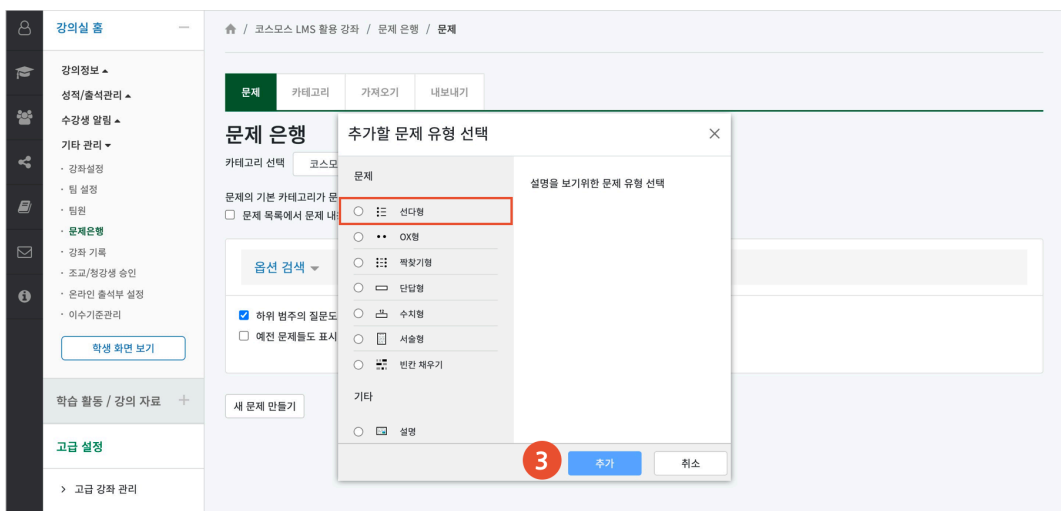 강의실 홈
강의정보
성적/출석관리
수강생 알림
기타 관리
· 강좌설정
· 팀 설정
· 팀원
· 문제은행
· 강좌 기록
· 조교/청강생 승인
· 온라인 출석부 설정
· 이수기준관리
학생 화면 보기
학습 활동 / 강의 자료
고급 설정
> 고급 강좌 관리
/ 코스모스 LMS 활용 강좌 / 문제 은행 / 문제
문제 카테고리 가져오기 내보내기
문제 은행
카테고리 선택 코스모
문제의 기본 카테고리가 문
문제 목록에서 문제 내
옵션 검색
하위 범주의 질문도
예전 문제들도 표시
새 문제 만들기
추가할 문제 유형 선택
문제
선다형
OX형
짝찾기형
단답형
수치형
서술형
빈칸 채우기
기타
설명
설명을 보기위한 문제 유형 선택
3 추가 취소